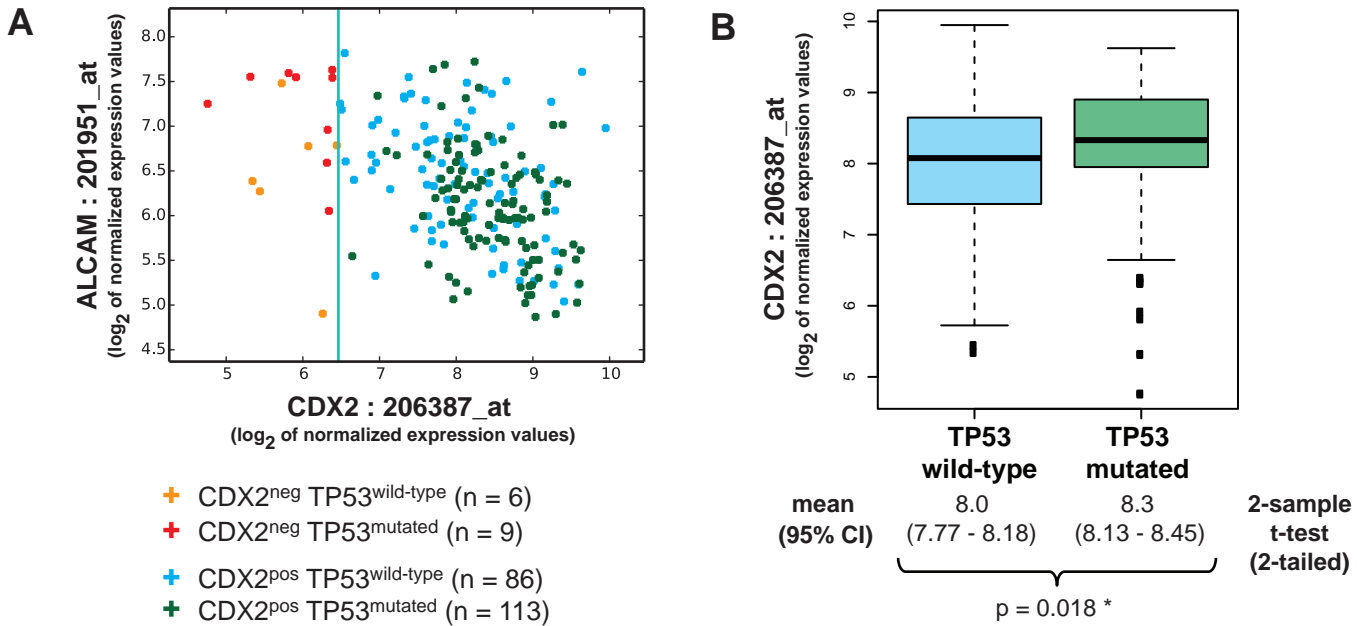 A
ALCAM : 201951_at
(log2 of normalized expression values)
8.0
7.5
7.0
6.5
6.0
5.5
5.0
4.5
5 6 7 8 9 10
CDX2 : 206387_at
(log2 of normalized expression values)
+ CDX2neg TP53wild-type (n = 6)
+ CDX2neg TP53mutated (n = 9)
+ CDX2pos TP53wild-type (n = 86)
+ CDX2pos TP53mutated (n = 113)
B
CDX2 : 206387_at
(log2 of normalized expression values)
10
9
8
7
6
5
TP53 TP53
wild-type mutated
mean 8.0 8.3 2-sample
(95% CI) (7.77 - 8.18) (8.13 - 8.45) t-test
(2-tailed)
p = 0.018 *